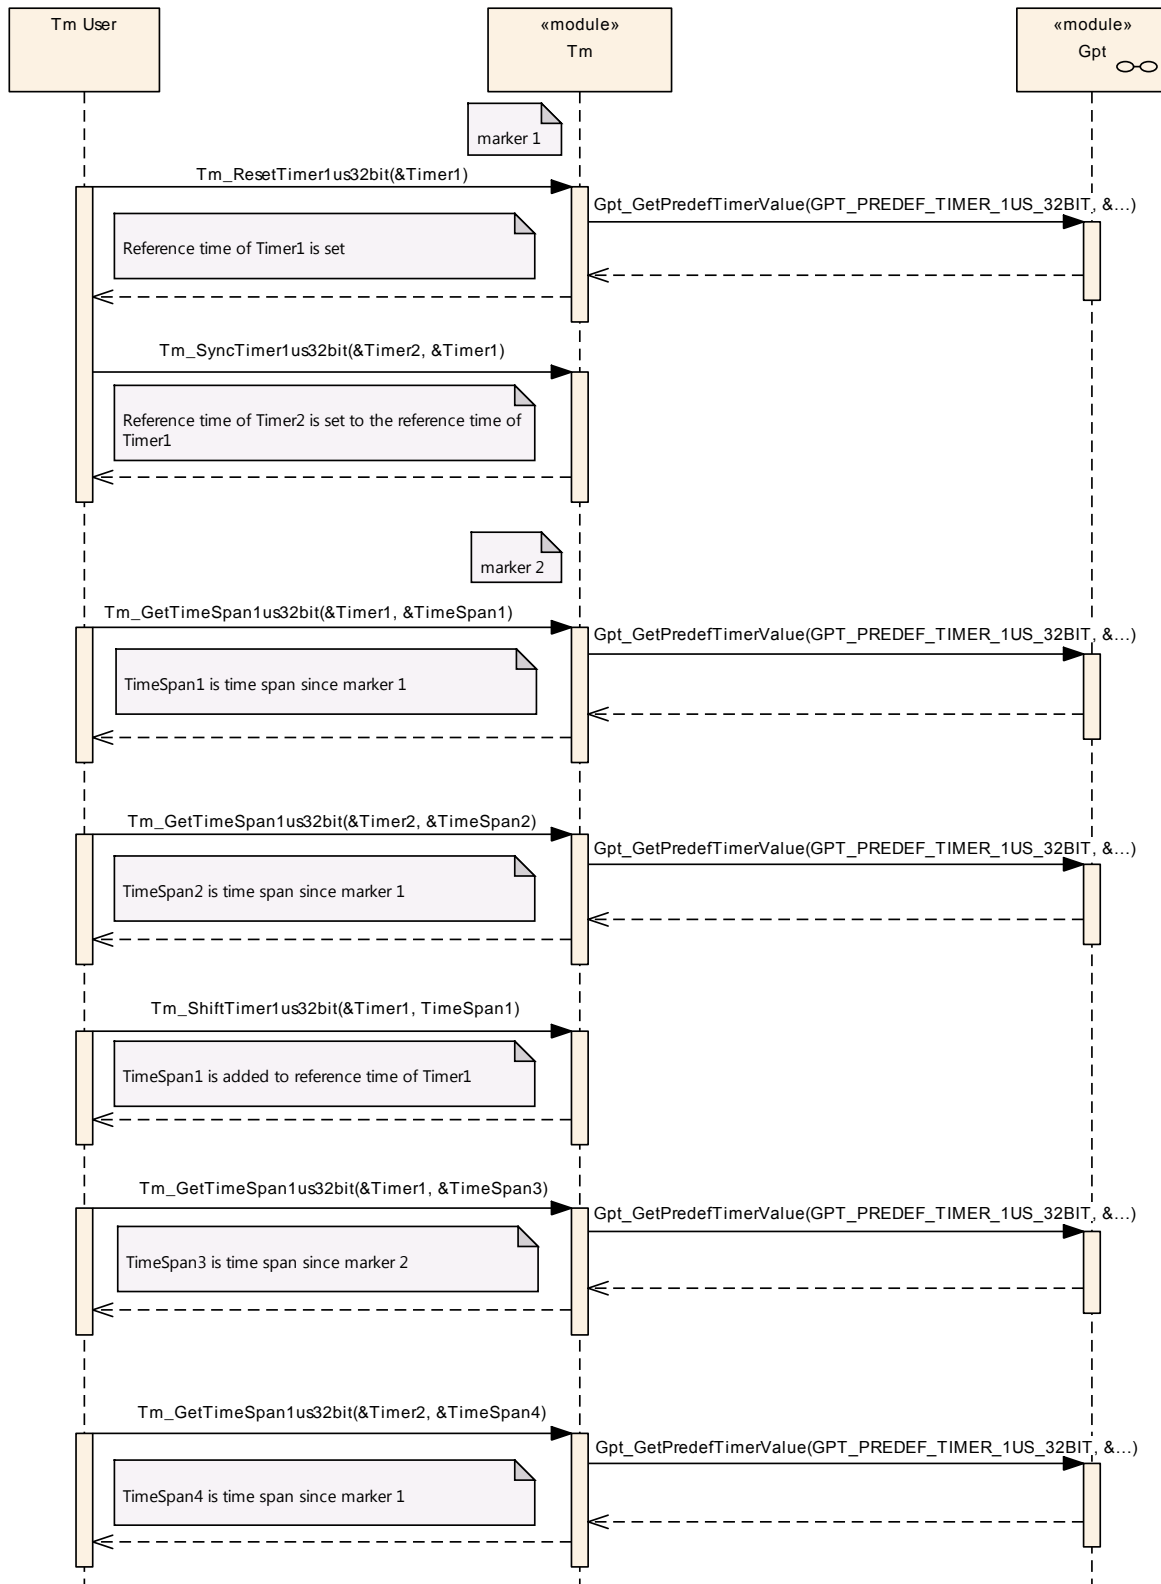 Tm User
«module»
Tm
«module»
Gpt
marker 1
Tm_ResetTimer1us32bit(&Timer1)
Gpt_GetPredefTimerValue(GPT_PREDEF_TIMER_1US_32BIT, &...)
Reference time of Timer1 is set
Tm_SyncTimer1us32bit(&Timer2, &Timer1)
Reference time of Timer2 is set to the reference time of
Timer1
marker 2
Tm_GetTimeSpan1us32bit(&Timer1, &TimeSpan1)
Gpt_GetPredefTimerValue(GPT_PREDEF_TIMER_1US_32BIT, &...)
TimeSpan1 is time span since marker 1
Tm_GetTimeSpan1us32bit(&Timer2, &TimeSpan2)
Gpt_GetPredefTimerValue(GPT_PREDEF_TIMER_1US_32BIT, &...)
TimeSpan2 is time span since marker 1
Tm_ShiftTimer1us32bit(&Timer1, TimeSpan1)
TimeSpan1 is added to reference time of Timer1
Tm_GetTimeSpan1us32bit(&Timer1, &TimeSpan3)
Gpt_GetPredefTimerValue(GPT_PREDEF_TIMER_1US_32BIT, &...)
TimeSpan3 is time span since marker 2
Tm_GetTimeSpan1us32bit(&Timer2, &TimeSpan4)
Gpt_GetPredefTimerValue(GPT_PREDEF_TIMER_1US_32BIT, &...)
TimeSpan4 is time span since marker 1